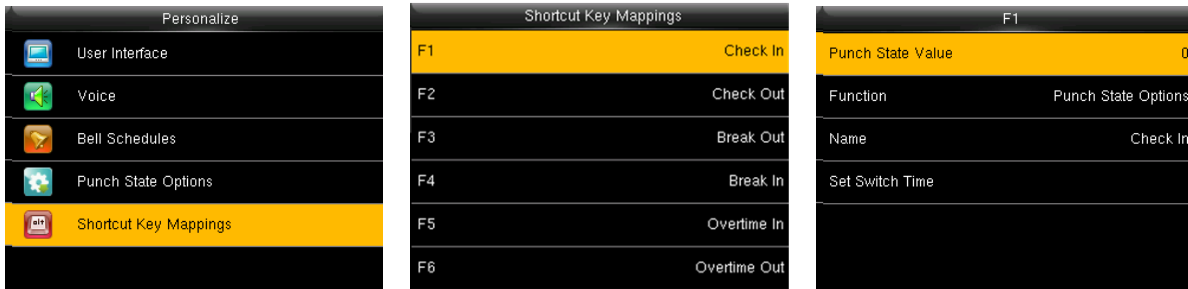 Personalize
User Interface
Voice
Bell Schedules
Punch State Options
alt
Shortcut Key Mappings
Shortcut Key Mappings
F1 Check In
F2 Check Out
F3 Break Out
F4 Break In
F5 Overtime In
F6 Overtime Out
F1
Punch State Value 0
Function Punch State Options
Name Check In
Set Switch Time